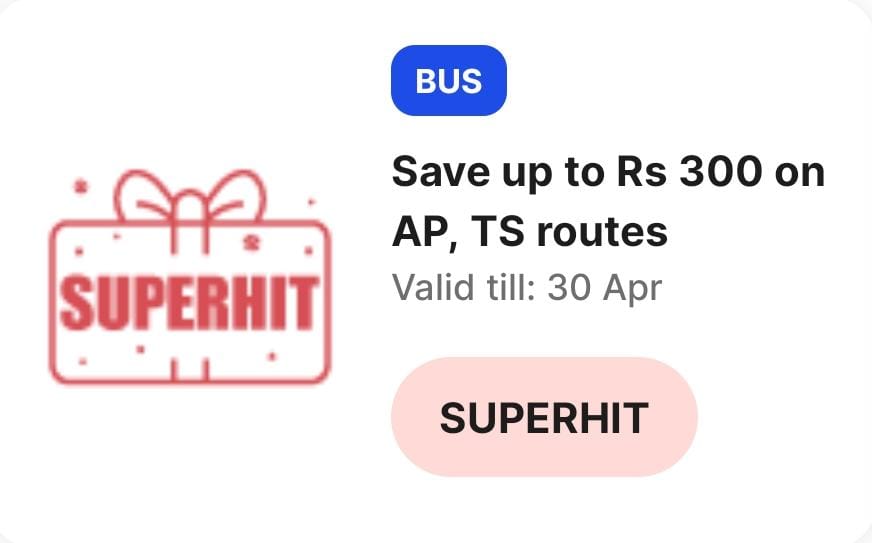 BUS
Save up to Rs 300 on
AP, TS routes
Valid till: 30 Apr
SUPERHIT
SUPERHIT